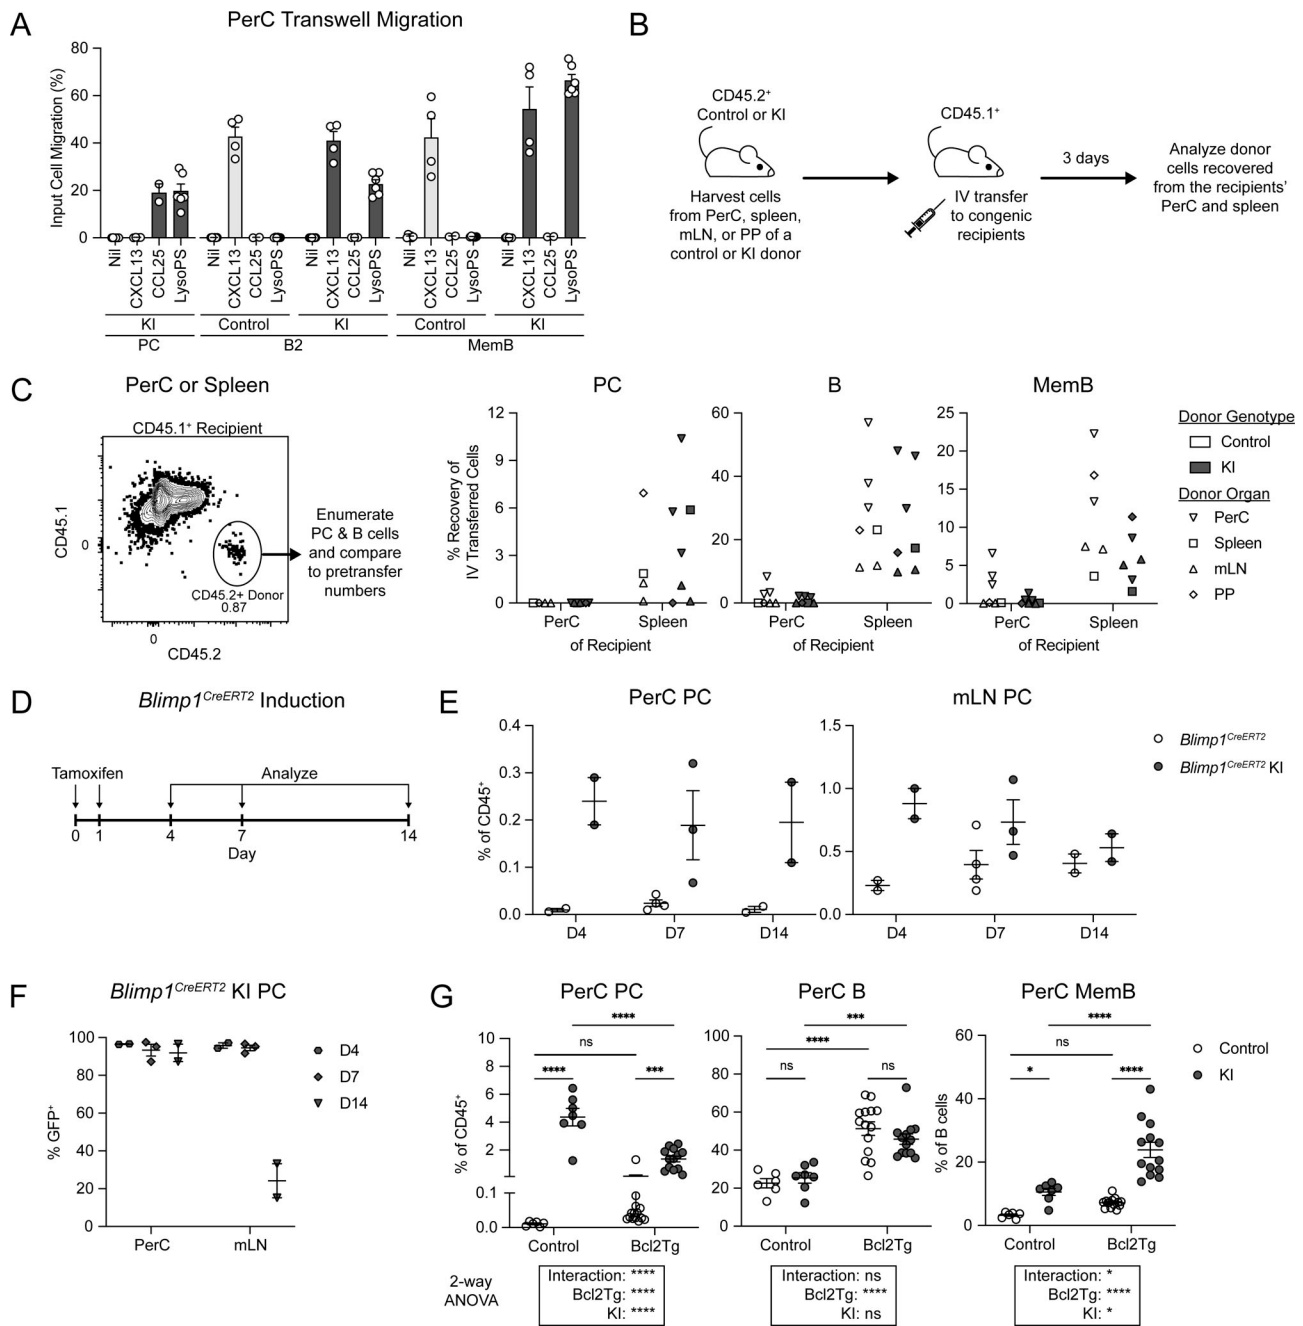 A
PerC Transwell Migration
Input Cell Migration (%)
80
60
40
20
0
Nil
CXCL13
CCL25
LysoPS
Nil
CXCL13
CCL25
LysoPS
Nil
CXCL13
CCL25
LysoPS
Nil
CXCL13
CCL25
LysoPS
Nil
CXCL13
CCL25
LysoPS
KI
Control
KI
Control
KI
PC
B2
MemB
B
CD45.2⁺
Control or KI
Harvest cells
from PerC, spleen,
mLN, or PP of a
control or KI donor
CD45.1⁺
IV transfer
to congenic
recipients
3 days
Analyze donor
cells recovered
from the recipients'
PerC and spleen
C
PerC or Spleen
CD45.1⁺ Recipient
CD45.1
0
CD45.2+ Donor
0.87
0
CD45.2
Enumerate
PC & B cells
and compare
to pretransfer
numbers
PC
% Recovery of
IV Transferred Cells
12
9
6
3
0
PerC
Spleen
of Recipient
B
60
40
20
0
PerC
Spleen
of Recipient
MemB
25
20
15
10
5
0
PerC
Spleen
of Recipient
Donor Genotype
Control
KI
Donor Organ
PerC
Spleen
mLN
PP
D
Blimp1^CreERT2 Induction
Tamoxifen
Analyze
0
1
4
7
14
Day
E
PerC PC
% of CD45⁺
0.4
0.3
0.2
0.1
0.0
D4
D7
D14
mLN PC
1.5
1.0
0.5
0.0
D4
D7
D14
Blimp1^CreERT2
Blimp1^CreERT2 KI
F
Blimp1^CreERT2 KI PC
% GFP⁺
100
80
60
40
20
0
PerC
mLN
D4
D7
D14
G
PerC PC
% of CD45⁺
10
8
6
4
2
0.1
0.0
****
ns
****
***
Control
Bcl2Tg
PerC B
100
80
60
40
20
0
***
****
ns
ns
Control
Bcl2Tg
PerC MemB
% of B cells
60
40
20
0
****
ns
*
****
Control
Bcl2Tg
Control
KI
2-way
ANOVA
Interaction: ****
Bcl2Tg: ****
KI: ****
Interaction: ns
Bcl2Tg: ****
KI: ns
Interaction: *
Bcl2Tg: ****
KI: *